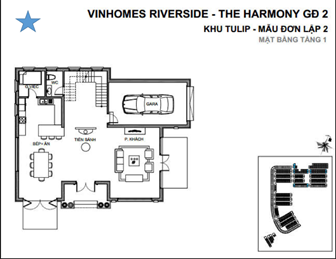 VINHOMES RIVERSIDE - THE HARMONY GĐ 2
KHU TULIP - MẪU ĐƠN LẬP 2
MẶT BẰNG TẦNG 1
WC
GARA
BẾP+ĂN
TIỀN SẢNH
P. KHÁCH